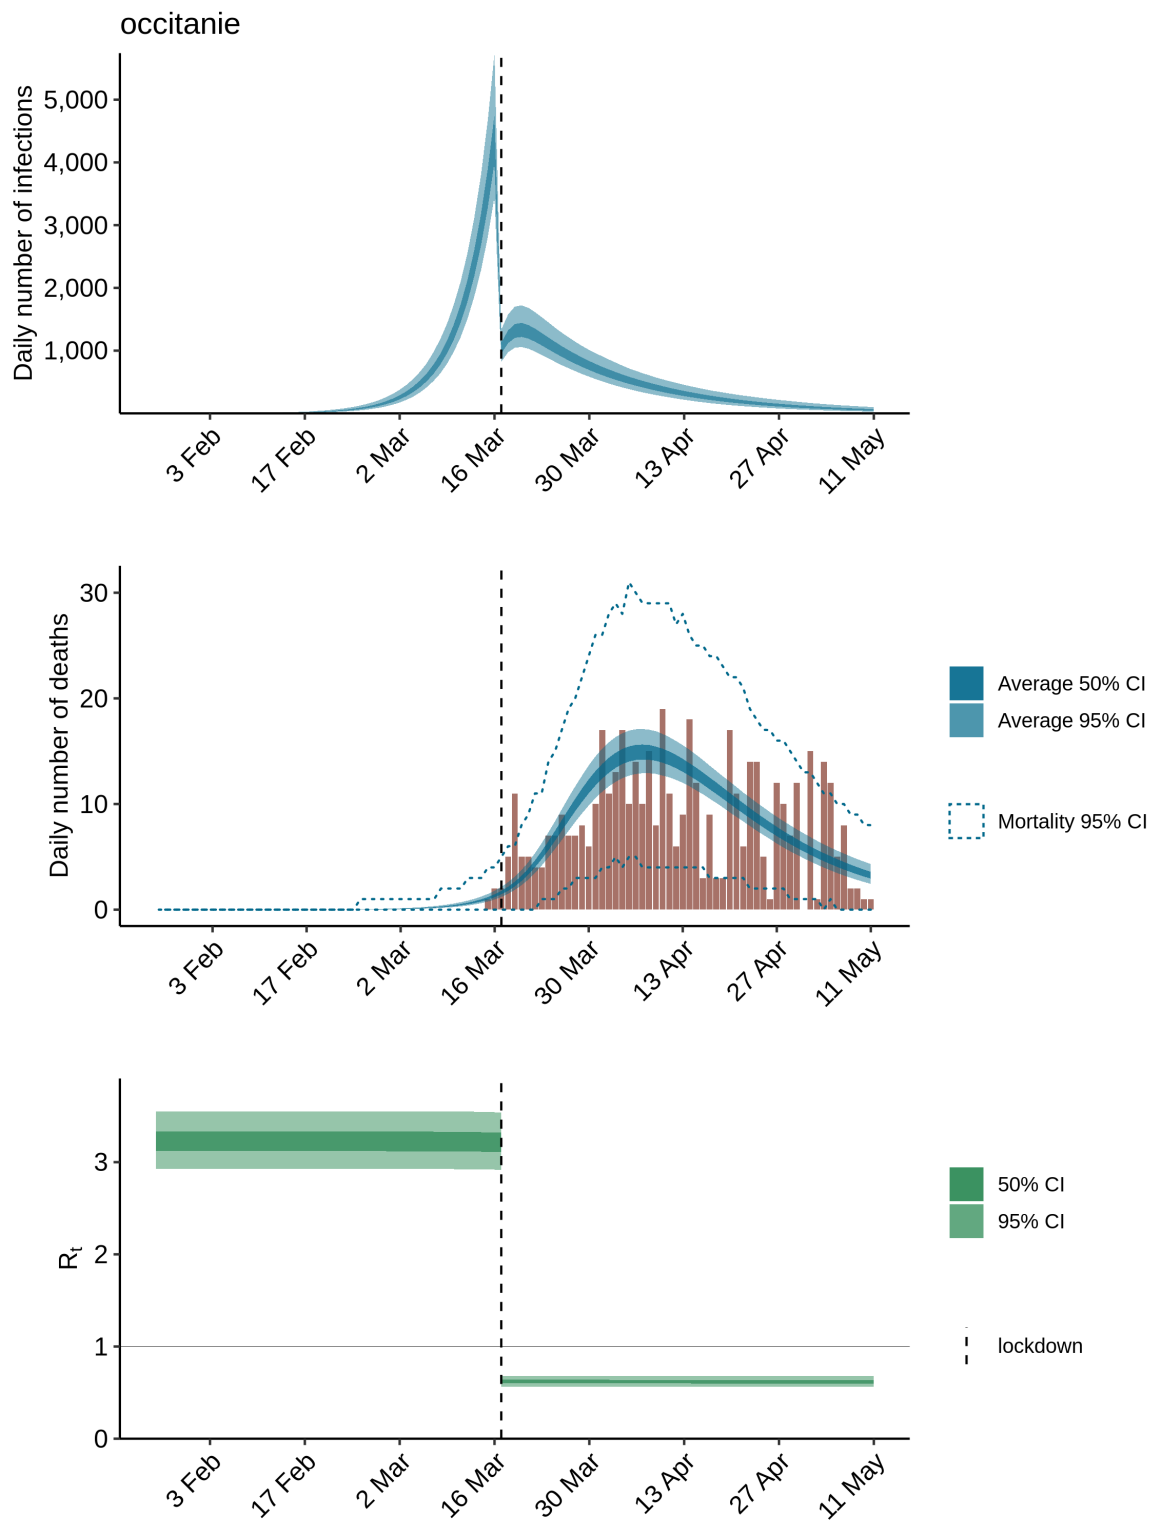 occitanie
Daily number of infections
5,000
4,000
3,000
2,000
1,000
3 Feb
17 Feb
2 Mar
16 Mar
30 Mar
13 Apr
27 Apr
11 May
Daily number of deaths
30
20
10
0
3 Feb
17 Feb
2 Mar
16 Mar
30 Mar
13 Apr
27 Apr
11 May
Average 50% CI
Average 95% CI
Mortality 95% CI
Rt
3
2
1
0
3 Feb
17 Feb
2 Mar
16 Mar
30 Mar
13 Apr
27 Apr
11 May
50% CI
95% CI
lockdown